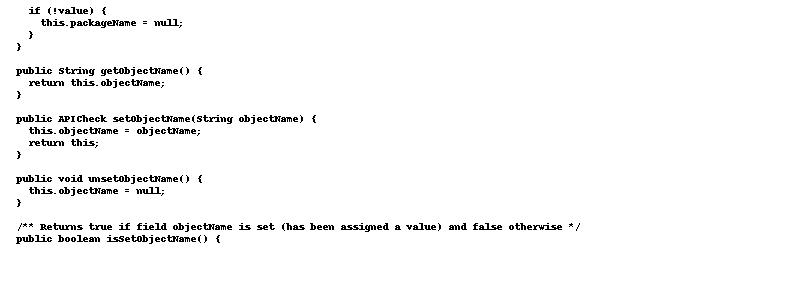 if (!value) {
      this.packageName = null;
    }
  }

  public String getObjectName() {
    return this.objectName;
  }

  public APICheck setObjectName(String objectName) {
    this.objectName = objectName;
    return this;
  }

  public void unsetObjectName() {
    this.objectName = null;
  }

  /** Returns true if field objectName is set (has been assigned a value) and false otherwise */
  public boolean isSetObjectName() {